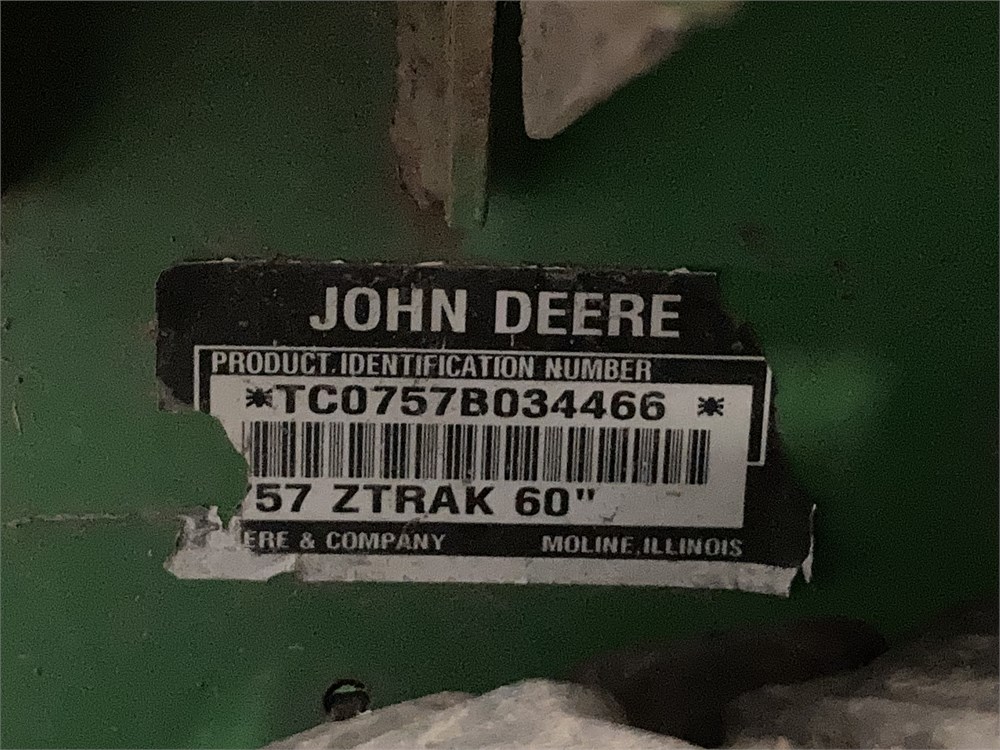 JOHN DEERE
PRODUCT IDENTIFICATION NUMBER
*TC0757B034466 *
57 ZTRAK 60"
ERE & COMPANY MOLINE, ILLINOIS